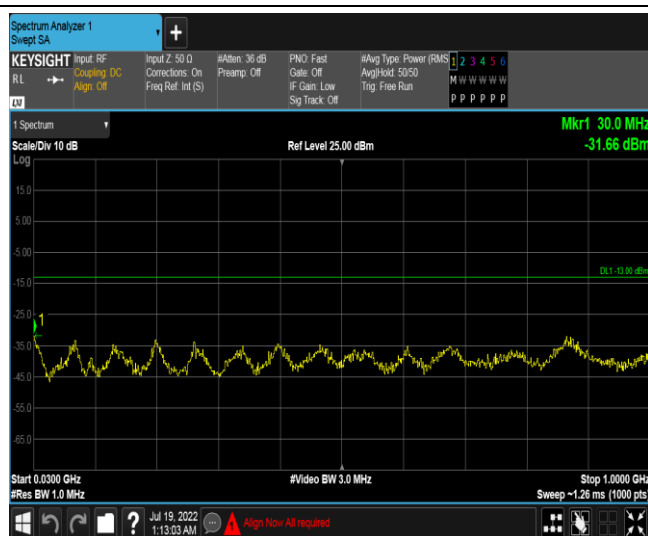 Spectrum Analyzer 1
Swept SA
+
KEYSIGHT Input: RF
R L
Coupling: DC
Align: Off
Input Z: 50 Ω
Corrections: On
Freq Ref: Int (S)
#Atten: 36 dB
Preamp: Off
PNO: Fast
Gate: Off
IF Gain: Low
Sig Track: Off
#Avg Type: Power (RMS
Avg|Hold: 50/50
Trig: Free Run
1 2 3 4 5 6
M W W W W W
P P P P P P
LXI
1 Spectrum
Mkr1 30.0 MHz
-31.66 dBm
Scale/Div 10 dB
Ref Level 25.00 dBm
Log
15.0
5.00
-5.00
DL1 -13.00 dBm
-15.0
-25.0
1
-35.0
-45.0
-55.0
-65.0
Start 0.0300 GHz
#Video BW 3.0 MHz
Stop 1.0000 GHz
#Res BW 1.0 MHz
Sweep ~1.26 ms (1000 pts)
?
Jul 19, 2022
1:13:03 AM
Align Now All required